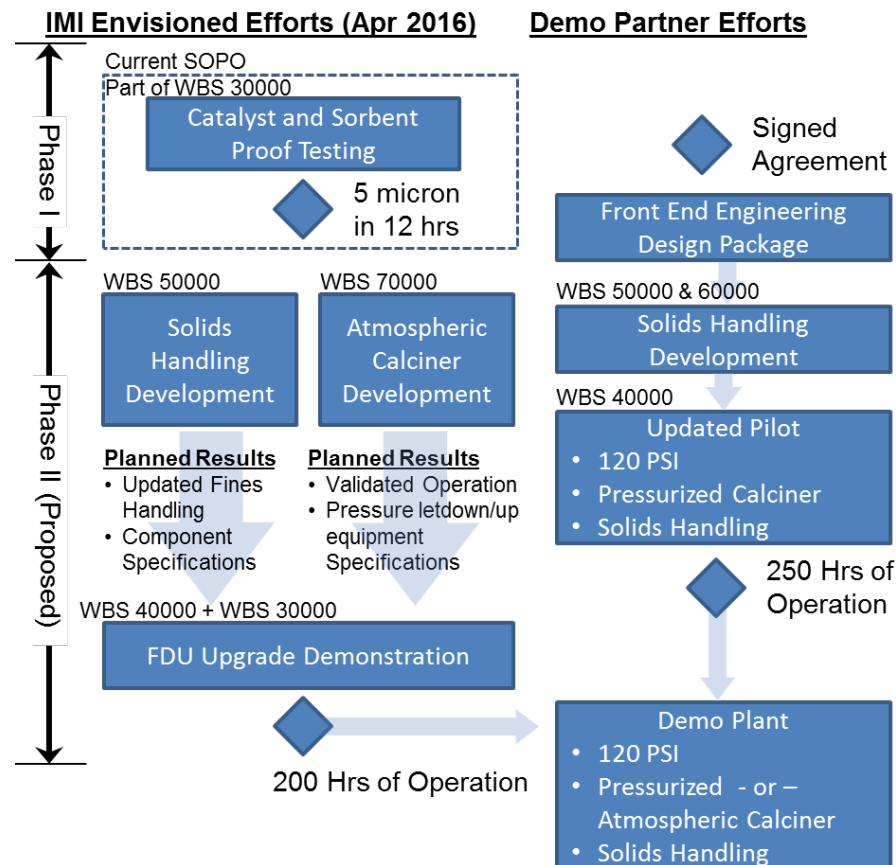 IMI Envisioned Efforts (Apr 2016)
Demo Partner Efforts
Phase I
Current SOPO
Part of WBS 30000
Catalyst and Sorbent
Proof Testing
5 micron
in 12 hrs
Signed
Agreement
Front End Engineering
Design Package
Phase II (Proposed)
WBS 50000
Solids
Handling
Development
WBS 70000
Atmospheric
Calciner
Development
WBS 50000 & 60000
Solids Handling
Development
WBS 40000
Updated Pilot
• 120 PSI
• Pressurized Calciner
• Solids Handling
Planned Results
• Updated Fines
Handling
• Component
Specifications
Planned Results
• Validated Operation
• Pressure letdown/up
equipment
Specifications
250 Hrs of
Operation
WBS 40000 + WBS 30000
FDU Upgrade Demonstration
200 Hrs of Operation
Demo Plant
• 120 PSI
• Pressurized - or –
Atmospheric Calciner
• Solids Handling